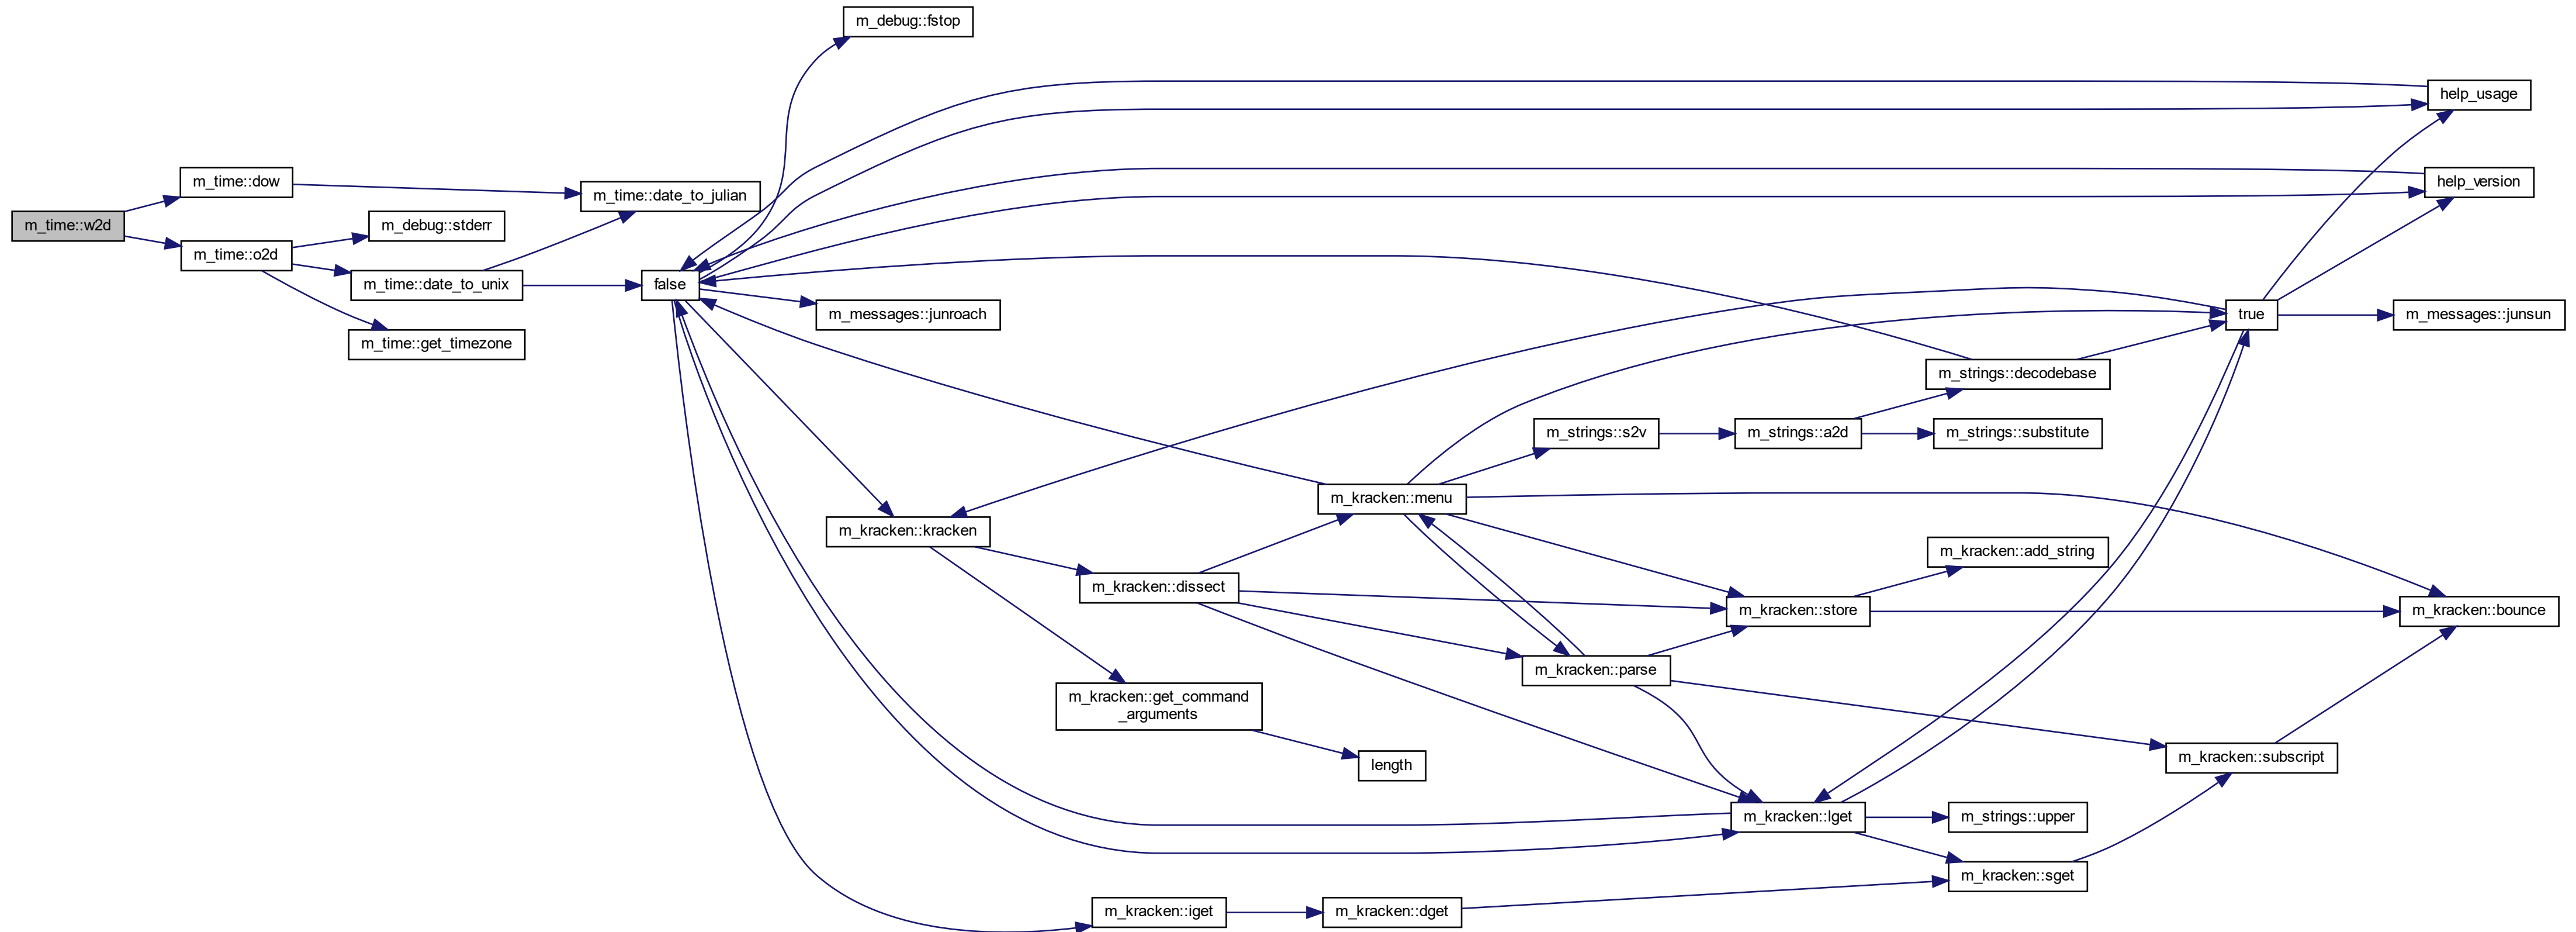 m_debug::fstop
help_usage
m_time::dow
m_time::date_to_julian
help_version
m_time::w2d
m_debug::stderr
m_time::o2d
m_time::date_to_unix
false
m_messages::junroach
true
m_messages::junsun
m_time::get_timezone
m_strings::decodebase
m_strings::s2v
m_strings::a2d
m_strings::substitute
m_kracken::menu
m_kracken::kracken
m_kracken::add_string
m_kracken::dissect
m_kracken::store
m_kracken::bounce
m_kracken::parse
m_kracken::get_command
_arguments
m_kracken::subscript
length
m_kracken::lget
m_strings::upper
m_kracken::sget
m_kracken::iget
m_kracken::dget